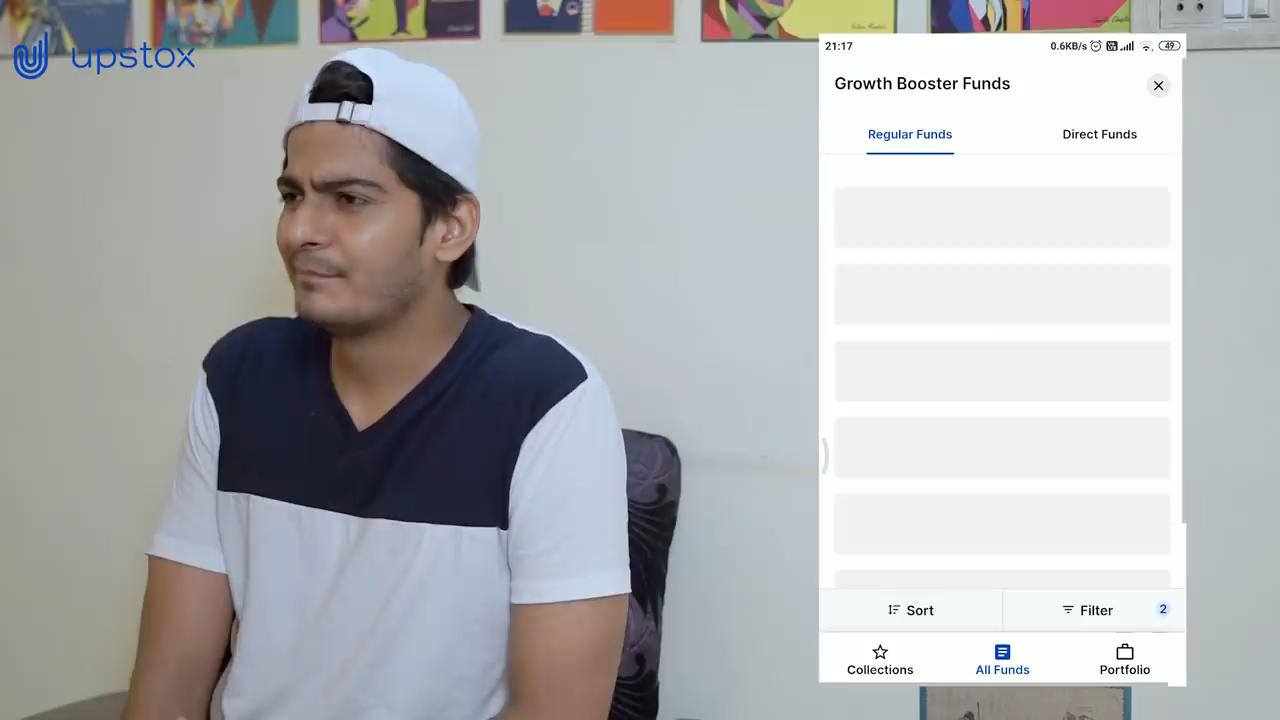 upstox
21:17
0.6KB/s
49
Growth Booster Funds
Regular Funds
Direct Funds
Sort
Filter
2
Collections
All Funds
Portfolio